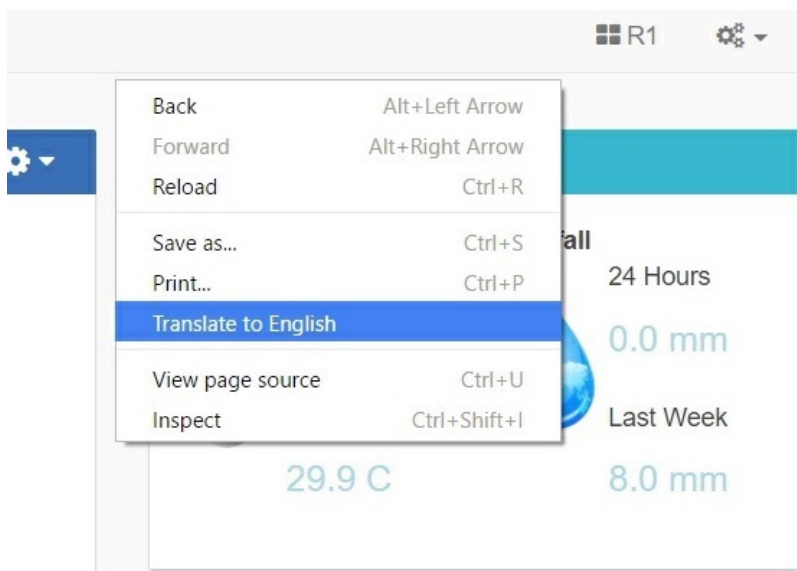 R1
Back Alt+Left Arrow
Forward Alt+Right Arrow
Reload Ctrl+R
Save as... Ctrl+S
Print... Ctrl+P
Translate to English
View page source Ctrl+U
Inspect Ctrl+Shift+I
fall
24 Hours
0.0 mm
Last Week
29.9 C 8.0 mm